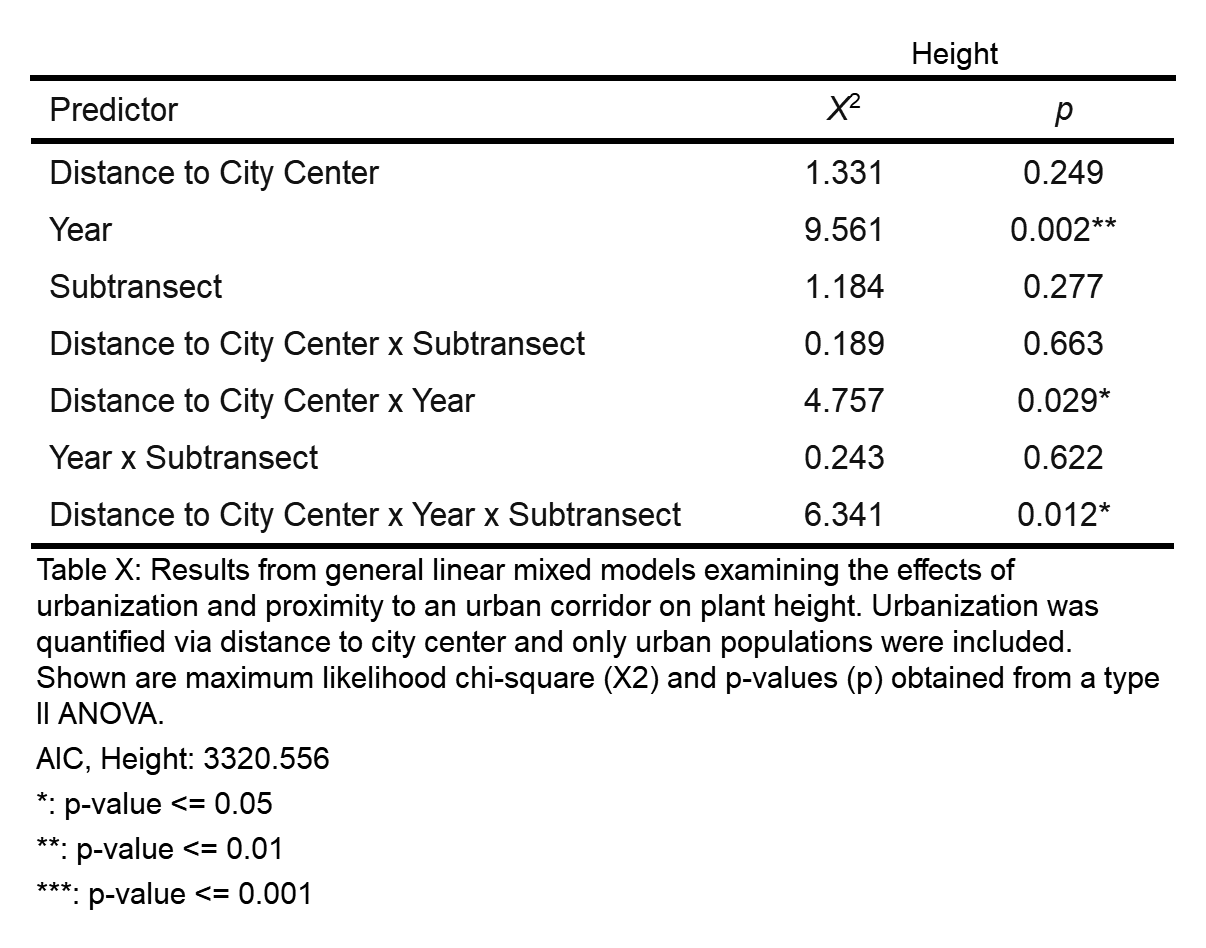 Height
Predictor X² p
Distance to City Center 1.331 0.249
Year 9.561 0.002**
Subtransect 1.184 0.277
Distance to City Center x Subtransect 0.189 0.663
Distance to City Center x Year 4.757 0.029*
Year x Subtransect 0.243 0.622
Distance to City Center x Year x Subtransect 6.341 0.012*
Table X: Results from general linear mixed models examining the effects of
urbanization and proximity to an urban corridor on plant height. Urbanization was
quantified via distance to city center and only urban populations were included.
Shown are maximum likelihood chi-square (X2) and p-values (p) obtained from a type
II ANOVA.
AIC, Height: 3320.556
*: p-value <= 0.05
**: p-value <= 0.01
***: p-value <= 0.001